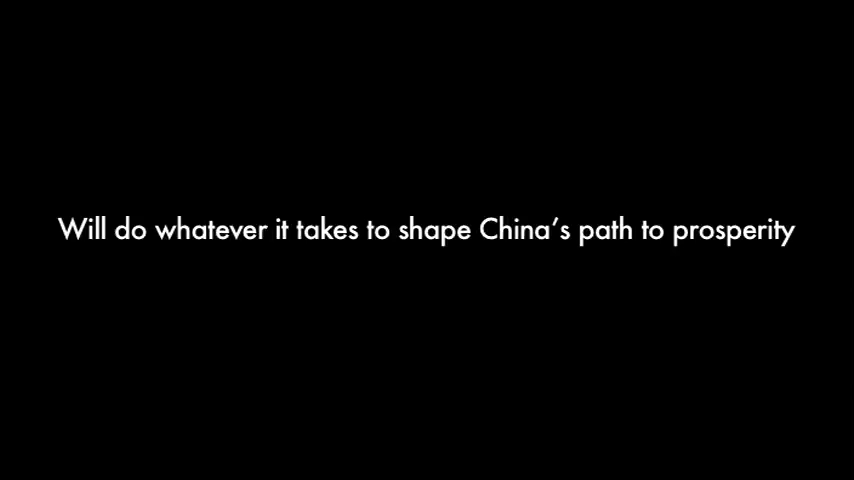 Will do whatever it takes to shape China’s path to prosperity